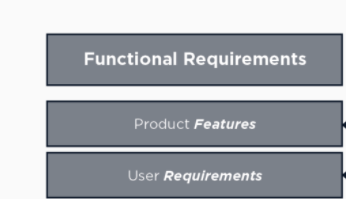 Functional Requirements
Product Features
User Requirements